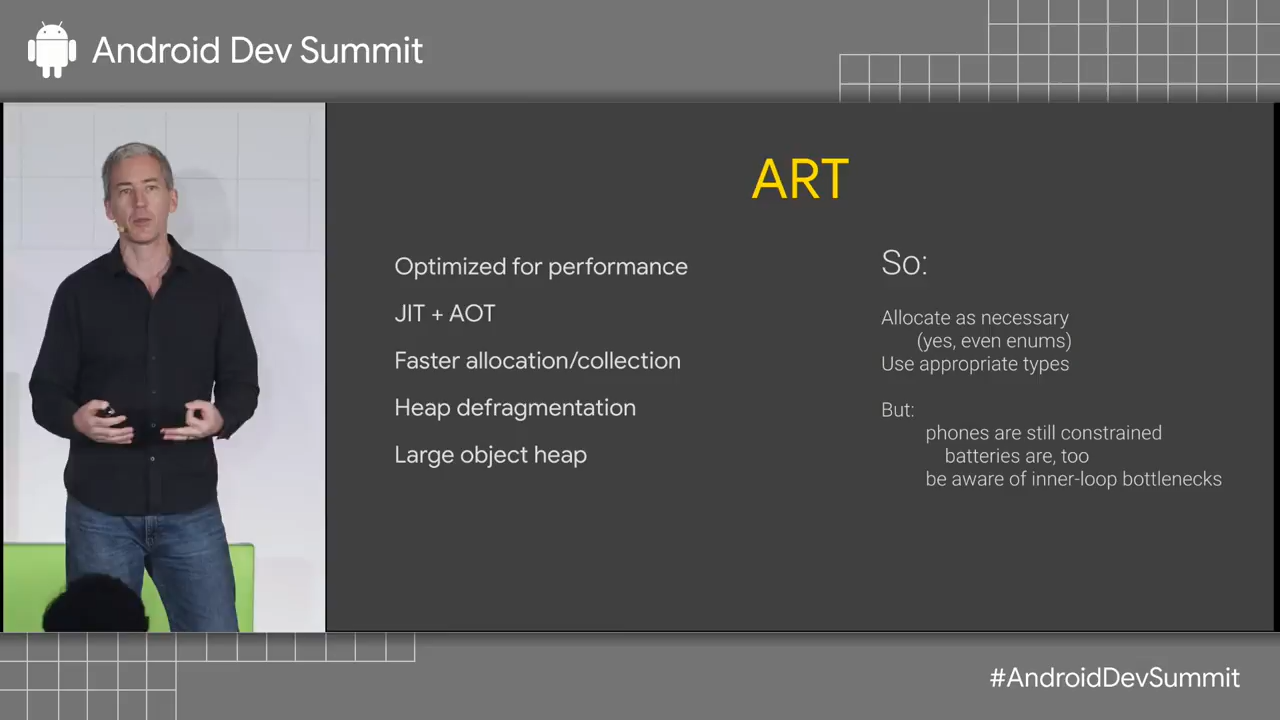 Android Dev Summit
ART
Optimized for performance
JIT + AOT
Faster allocation/collection
Heap defragmentation
Large object heap
So:
Allocate as necessary
(yes, even enums)
Use appropriate types
But:
phones are still constrained
batteries are, too
be aware of inner-loop bottlenecks
#AndroidDevSummit